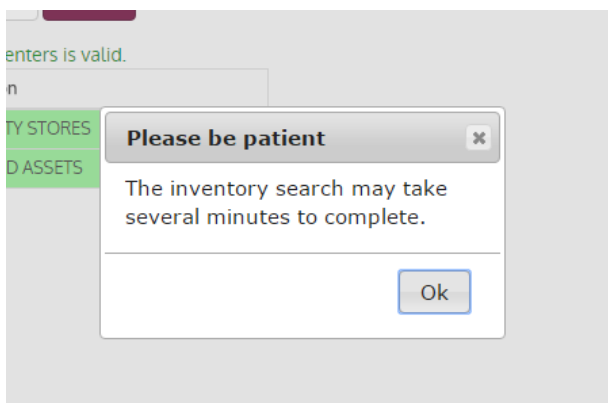 enters is valid.
on
TY STORES
D ASSETS
Please be patient
The inventory search may take
several minutes to complete.
Ok